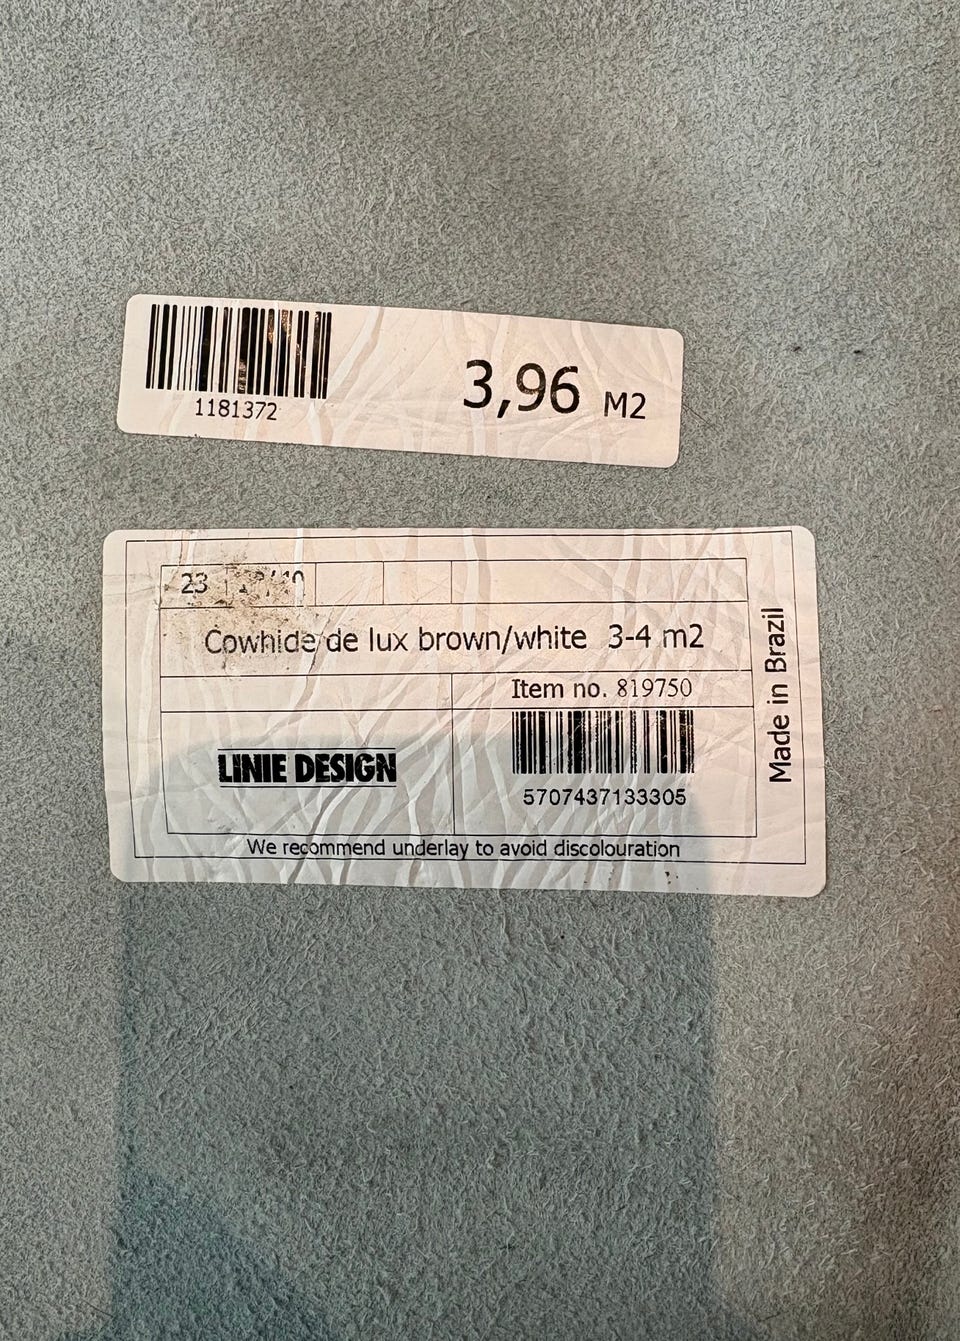 1181372
3,96 M2
23
Cowhide de lux brown/white 3-4 m2
Item no. 819750
LINIE DESIGN
5707437133305
We recommend underlay to avoid discolouration
Made in Brazil